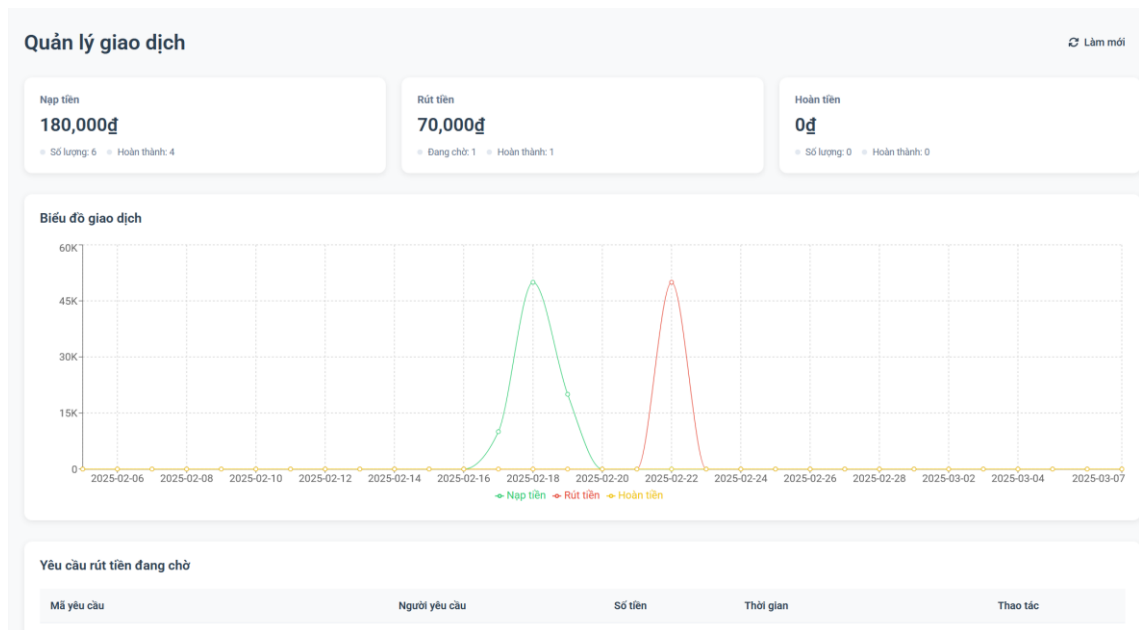 Quản lý giao dịch
Làm mới
Nạp tiền
180,000₫
Số lượng: 6 Hoàn thành: 4
Rút tiền
70,000₫
Đang chờ: 1 Hoàn thành: 1
Hoàn tiền
0₫
Số lượng: 0 Hoàn thành: 0
Biểu đồ giao dịch
60K
45K
30K
15K
0
2025-02-06 2025-02-08 2025-02-10 2025-02-12 2025-02-14 2025-02-16 2025-02-18 2025-02-20 2025-02-22 2025-02-24 2025-02-26 2025-02-28 2025-03-02 2025-03-04 2025-03-07
Nạp tiền Rút tiền Hoàn tiền
Yêu cầu rút tiền đang chờ
Mã yêu cầu Người yêu cầu Số tiền Thời gian Thao tác